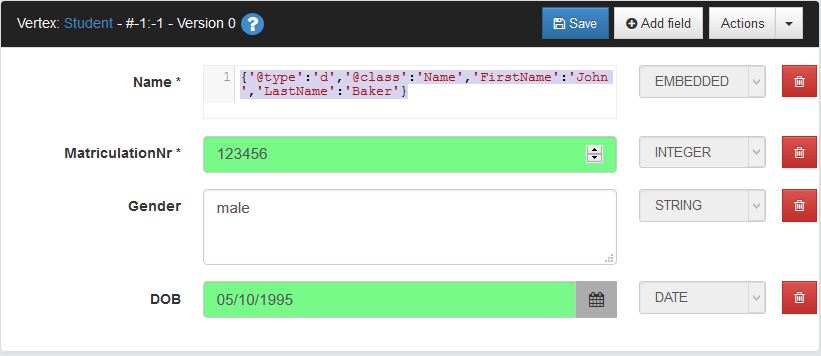 Vertex: Student - #-1:-1 - Version 0 ? Save Add field Actions
Name * 1 {'@type':'d','@class':'Name','FirstName':'John EMBEDDED
','LastName':'Baker'}
MatriculationNr * 123456 INTEGER
Gender male STRING
DOB 05/10/1995 DATE